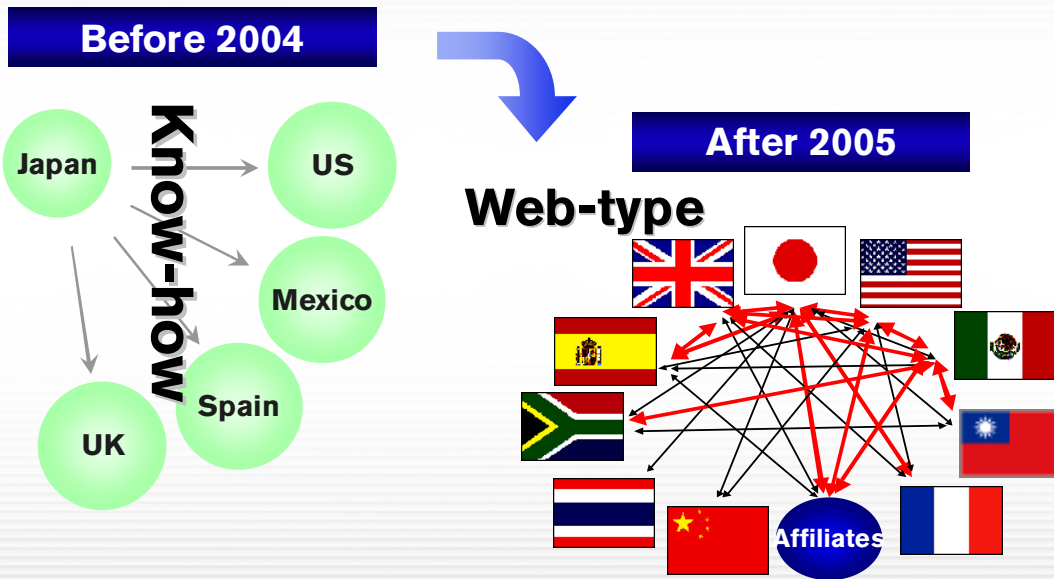 Before 2004
Know-how
Japan
US
Mexico
Spain
UK
After 2005
Web-type
Affiliates